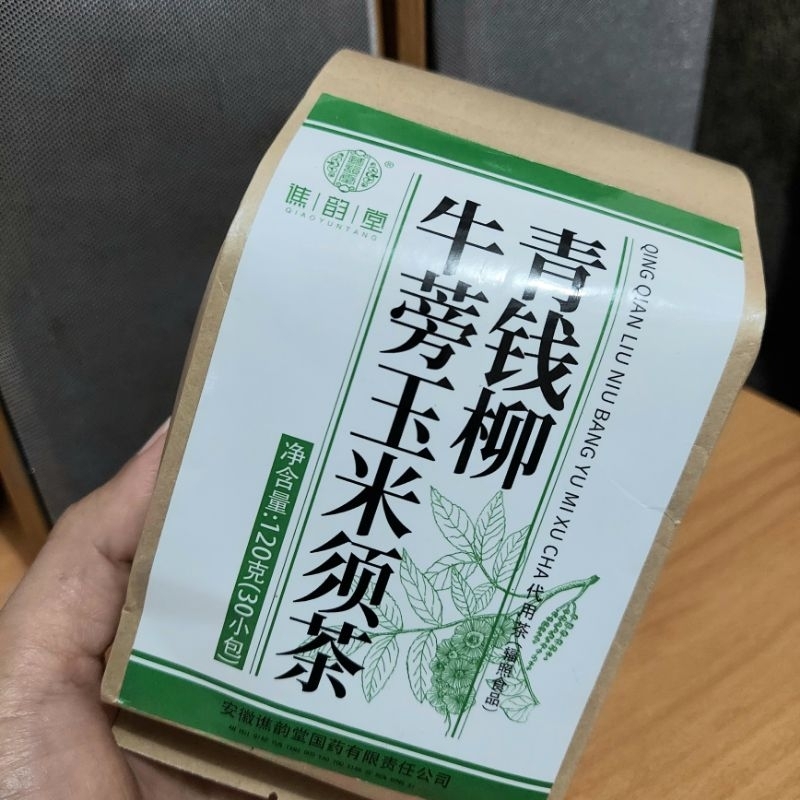 谯韵堂
®
QIAOYUNTANG
青钱柳
牛蒡玉米须茶
QING QIAN LIU NIU BANG YU MI XU CHA
代用茶(辐照食品)
净含量:120克(30小包)
安徽谯韵堂国药有限责任公司